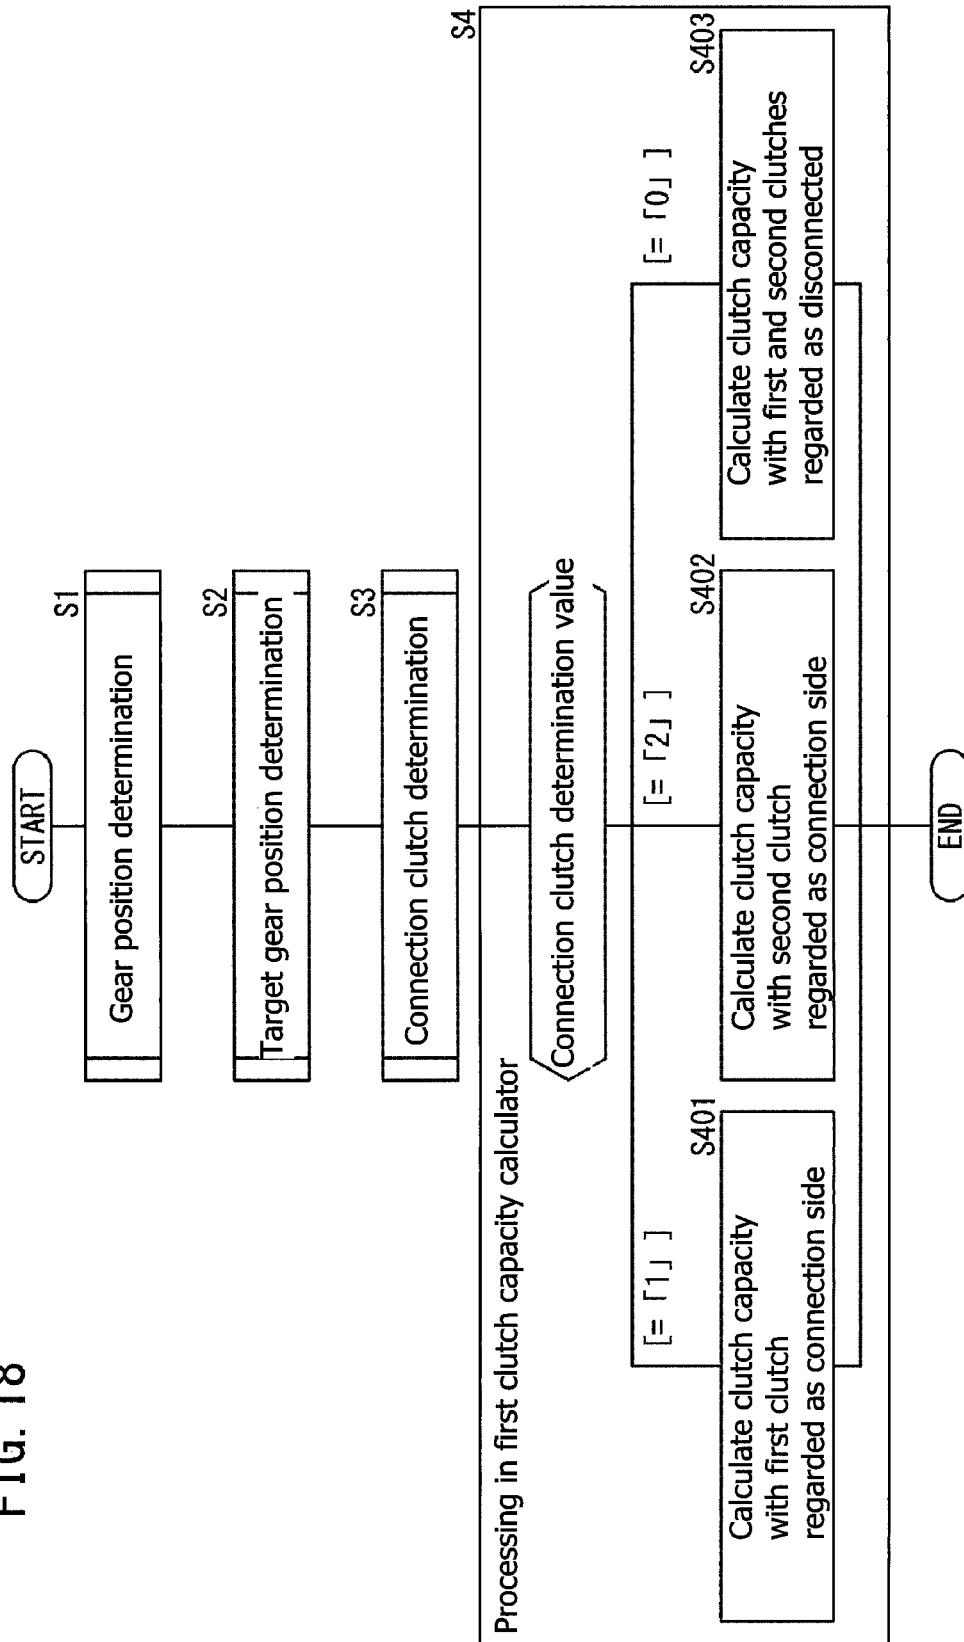 FIG. 18
START
S1
Gear position determination
S2
Target gear position determination
S3
Connection clutch determination
S4
Processing in first clutch capacity calculator
Connection clutch determination value
[=「1」]
[=「2」]
[=「0」]
S401
Calculate clutch capacity
with first clutch
regarded as connection side
S402
Calculate clutch capacity
with second clutch
regarded as connection side
S403
Calculate clutch capacity
with first and second clutches
regarded as disconnected
END